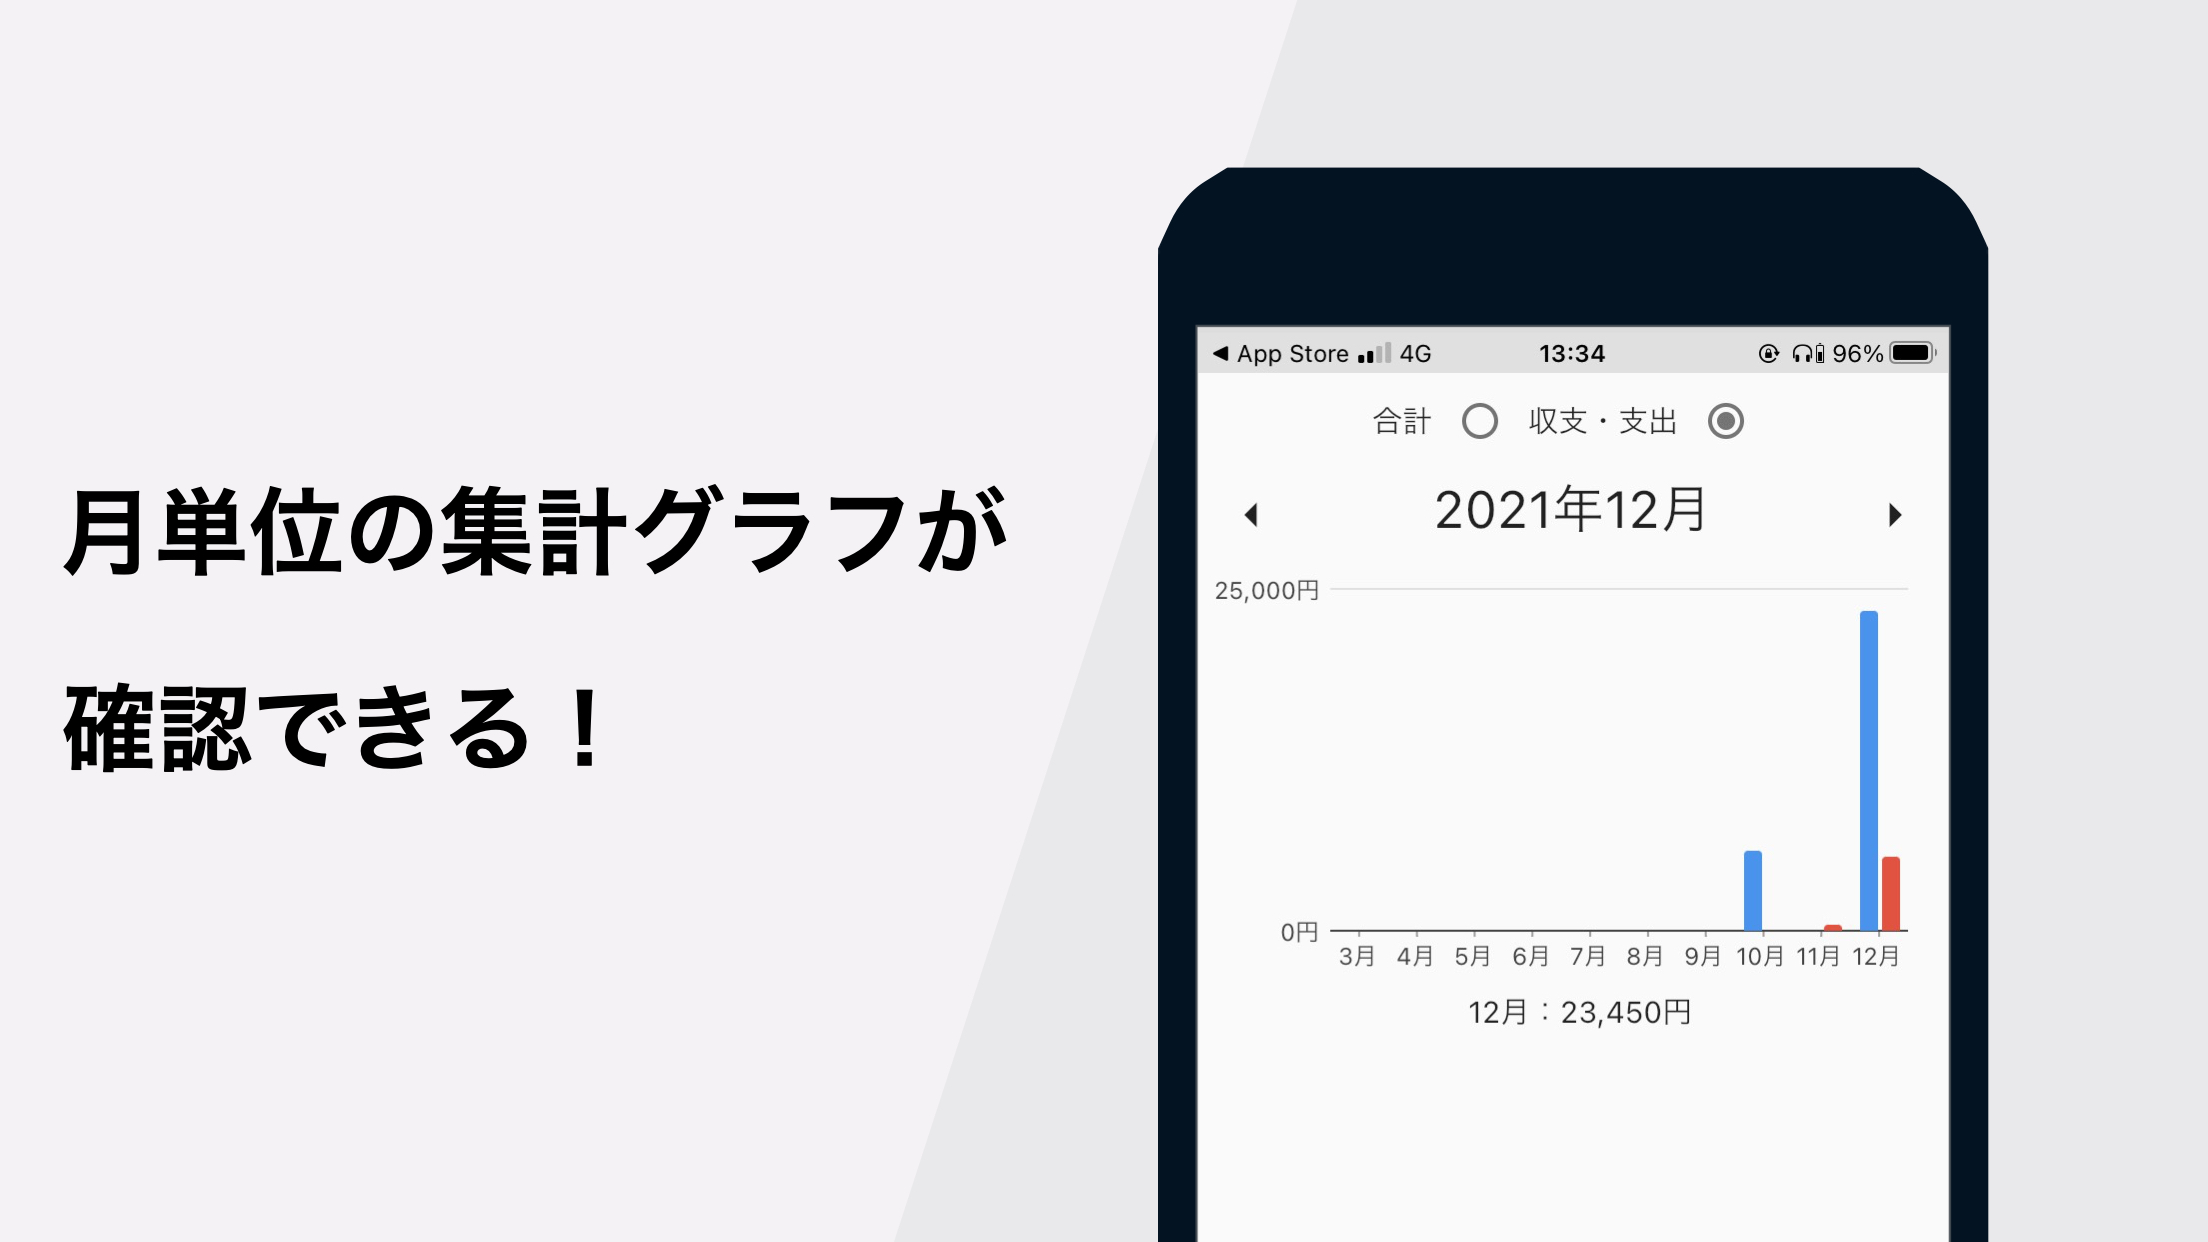 月単位の集計グラフが
確認できる！
◀ App Store 4G 13:34 96%
合計 収支・支出
2021年12月
25,000円
0円
3月 4月 5月 6月 7月 8月 9月 10月 11月 12月
12月：23,450円